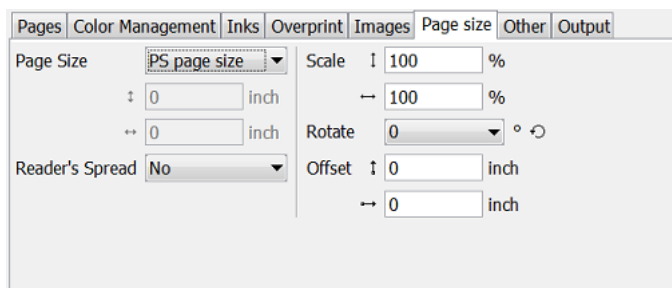 Pages Color Management Inks Overprint Images Page size Other Output
Page Size PS page size Scale 100 %
0 inch 100 %
0 inch Rotate 0 °
Reader's Spread No Offset 0 inch
0 inch